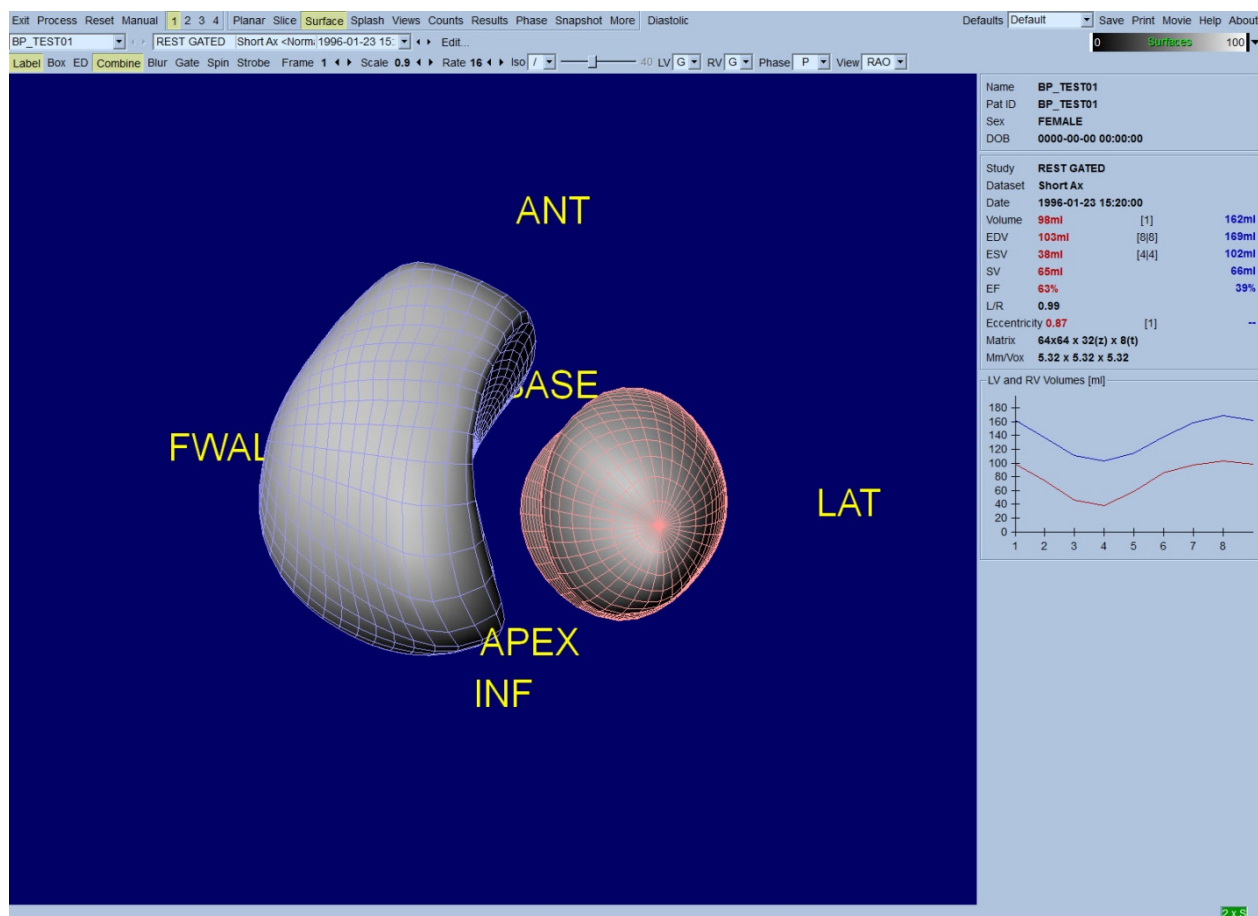 Exit Process Reset Manual 1 2 3 4 Planar Slice Surface Splash Views Counts Results Phase Snapshot More Diastolic Defaults Default Save Print Movie Help About
BP_TEST01 REST GATED Short Ax <Norm 1996-01-23 15: Edit... 0 Surfaces 100
Label Box ED Combine Blur Gate Spin Strobe Frame 1 Scale 0.9 Rate 16 Iso / 40 LV G RV G Phase P View RAO
ANT
BASE
FWAL
LAT
APEX
INF
Name BP_TEST01
Pat ID BP_TEST01
Sex FEMALE
DOB 0000-00-00 00:00:00
Study REST GATED
Dataset Short Ax
Date 1996-01-23 15:20:00
Volume 98ml [1] 162ml
EDV 103ml [8|8] 169ml
ESV 38ml [4|4] 102ml
SV 65ml 66ml
EF 63% 39%
L/R 0.99
Eccentricity 0.87 [1] --
Matrix 64x64 x 32(z) x 8(t)
Mm/Vox 5.32 x 5.32 x 5.32
LV and RV Volumes [ml]
180
160
140
120
100
80
60
40
20
0
1 2 3 4 5 6 7 8
2 x S